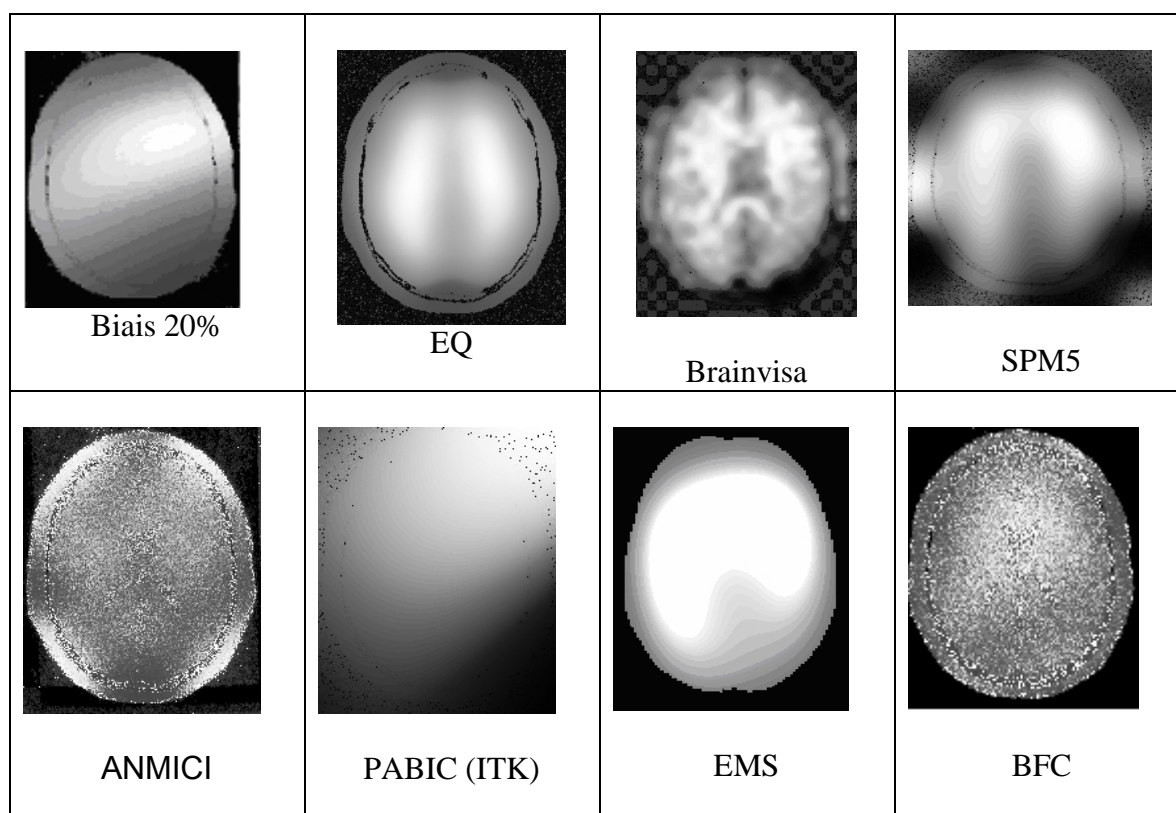 Biais 20%
EQ
Brainvisa
SPM5
ANMICI
PABIC (ITK)
EMS
BFC